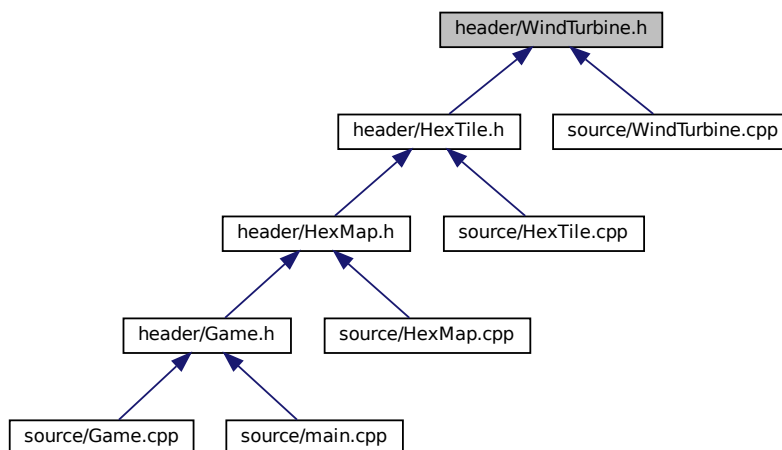 header/WindTurbine.h
header/HexTile.h
source/WindTurbine.cpp
header/HexMap.h
source/HexTile.cpp
header/Game.h
source/HexMap.cpp
source/Game.cpp
source/main.cpp